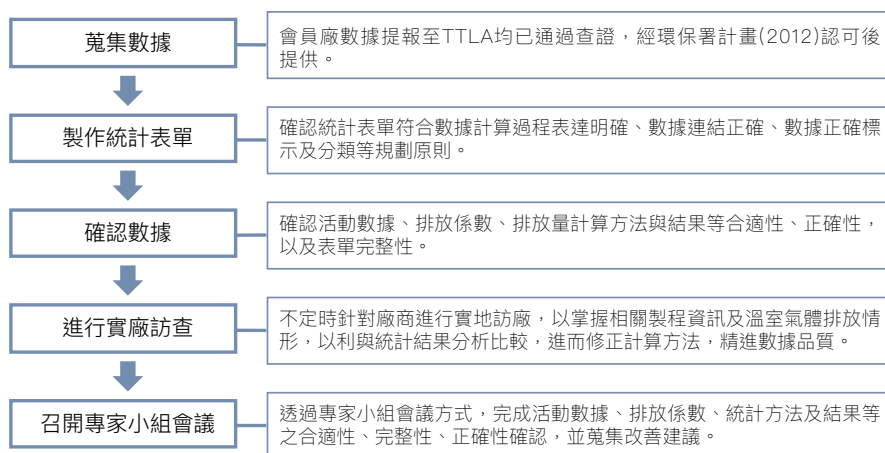 蒐集數據
會員廠數據提報至TTLA均已通過查證，經環保署計畫(2012)認可後
提供。
製作統計表單
確認統計表單符合數據計算過程表達明確、數據連結正確、數據正確標
示及分類等規劃原則。
確認數據
確認活動數據、排放係數、排放量計算方法與結果等合適性、正確性，
以及表單完整性。
進行實廠訪查
不定時針對廠商進行實地訪廠，以掌握相關製程資訊及溫室氣體排放情
形，以利與統計結果分析比較，進而修正計算方法，精進數據品質。
召開專家小組會議
透過專家小組會議方式，完成活動數據、排放係數、統計方法及結果等
之合適性、完整性、正確性確認，並蒐集改善建議。